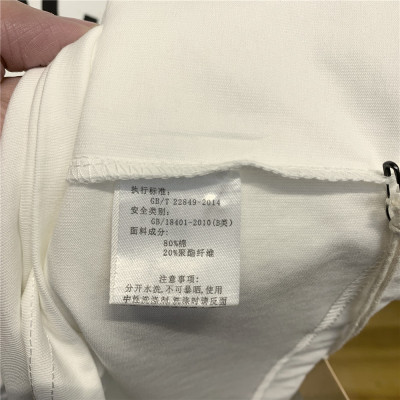 执行标准:
GB/T 22849-2014
安全类别:
GB/18401-2010(B类)
面料成分:
80%棉
20%聚酯纤维
注意事项:
分开水洗,不可暴晒,使用
中性洗涤剂,熨烫时请反面